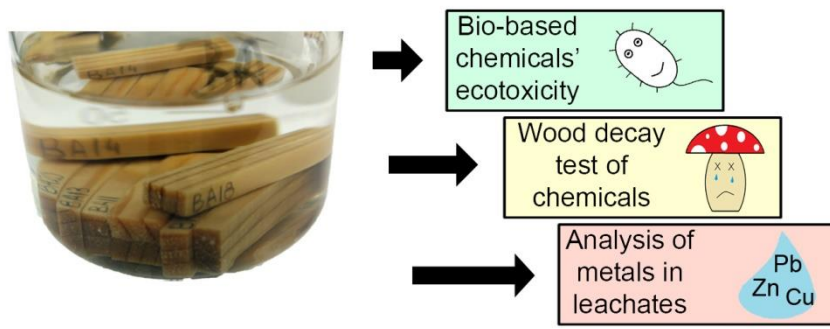 Bio-based
chemicals'
ecotoxicity
Wood decay
test of
chemicals
Analysis of
metals in
leachates
Pb
Zn Cu
BA14
BA14
BA18